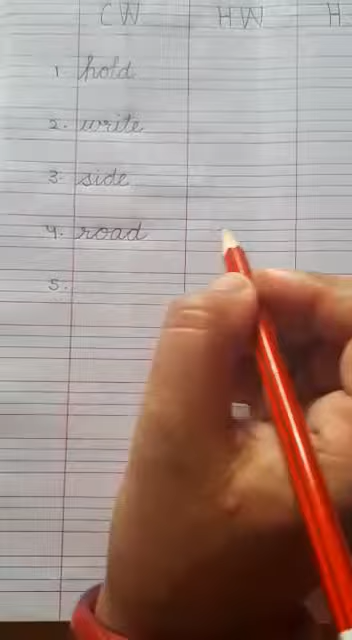 CW HW H
1. hold
2. write
3. side
4. road
5.